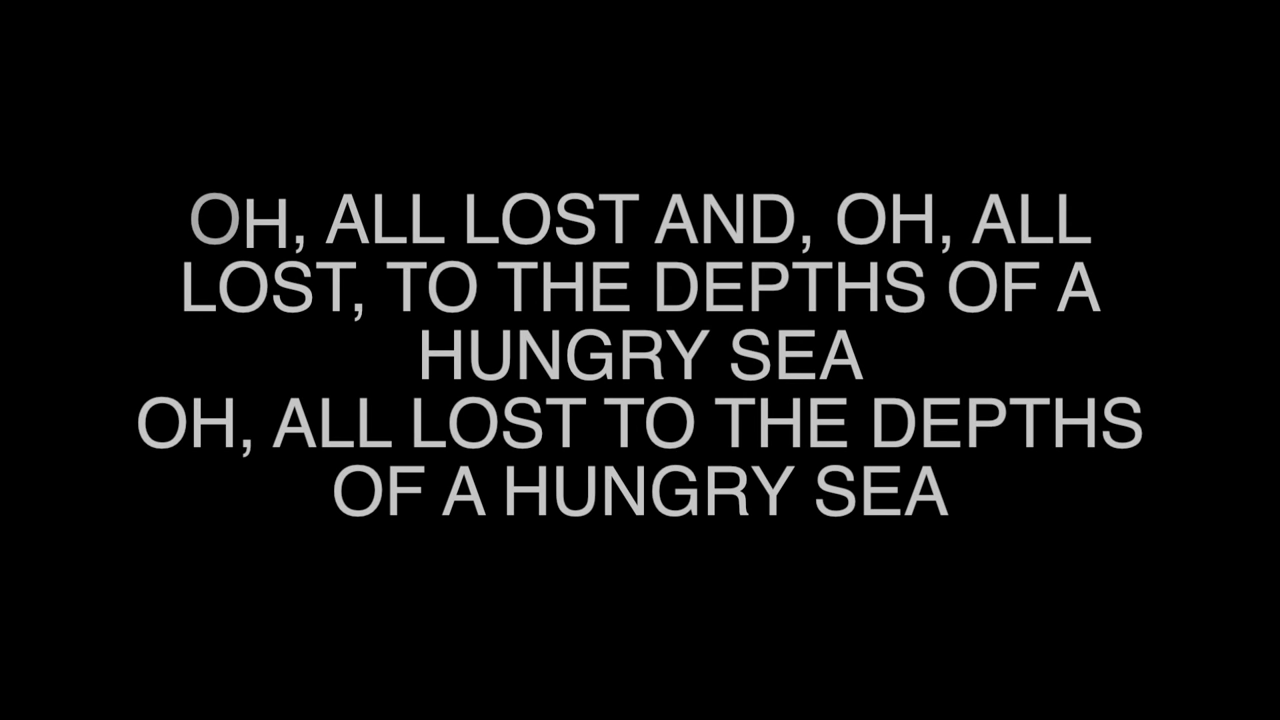 OH, ALL LOST AND, OH, ALL
LOST, TO THE DEPTHS OF A
HUNGRY SEA
OH, ALL LOST TO THE DEPTHS
OF A HUNGRY SEA